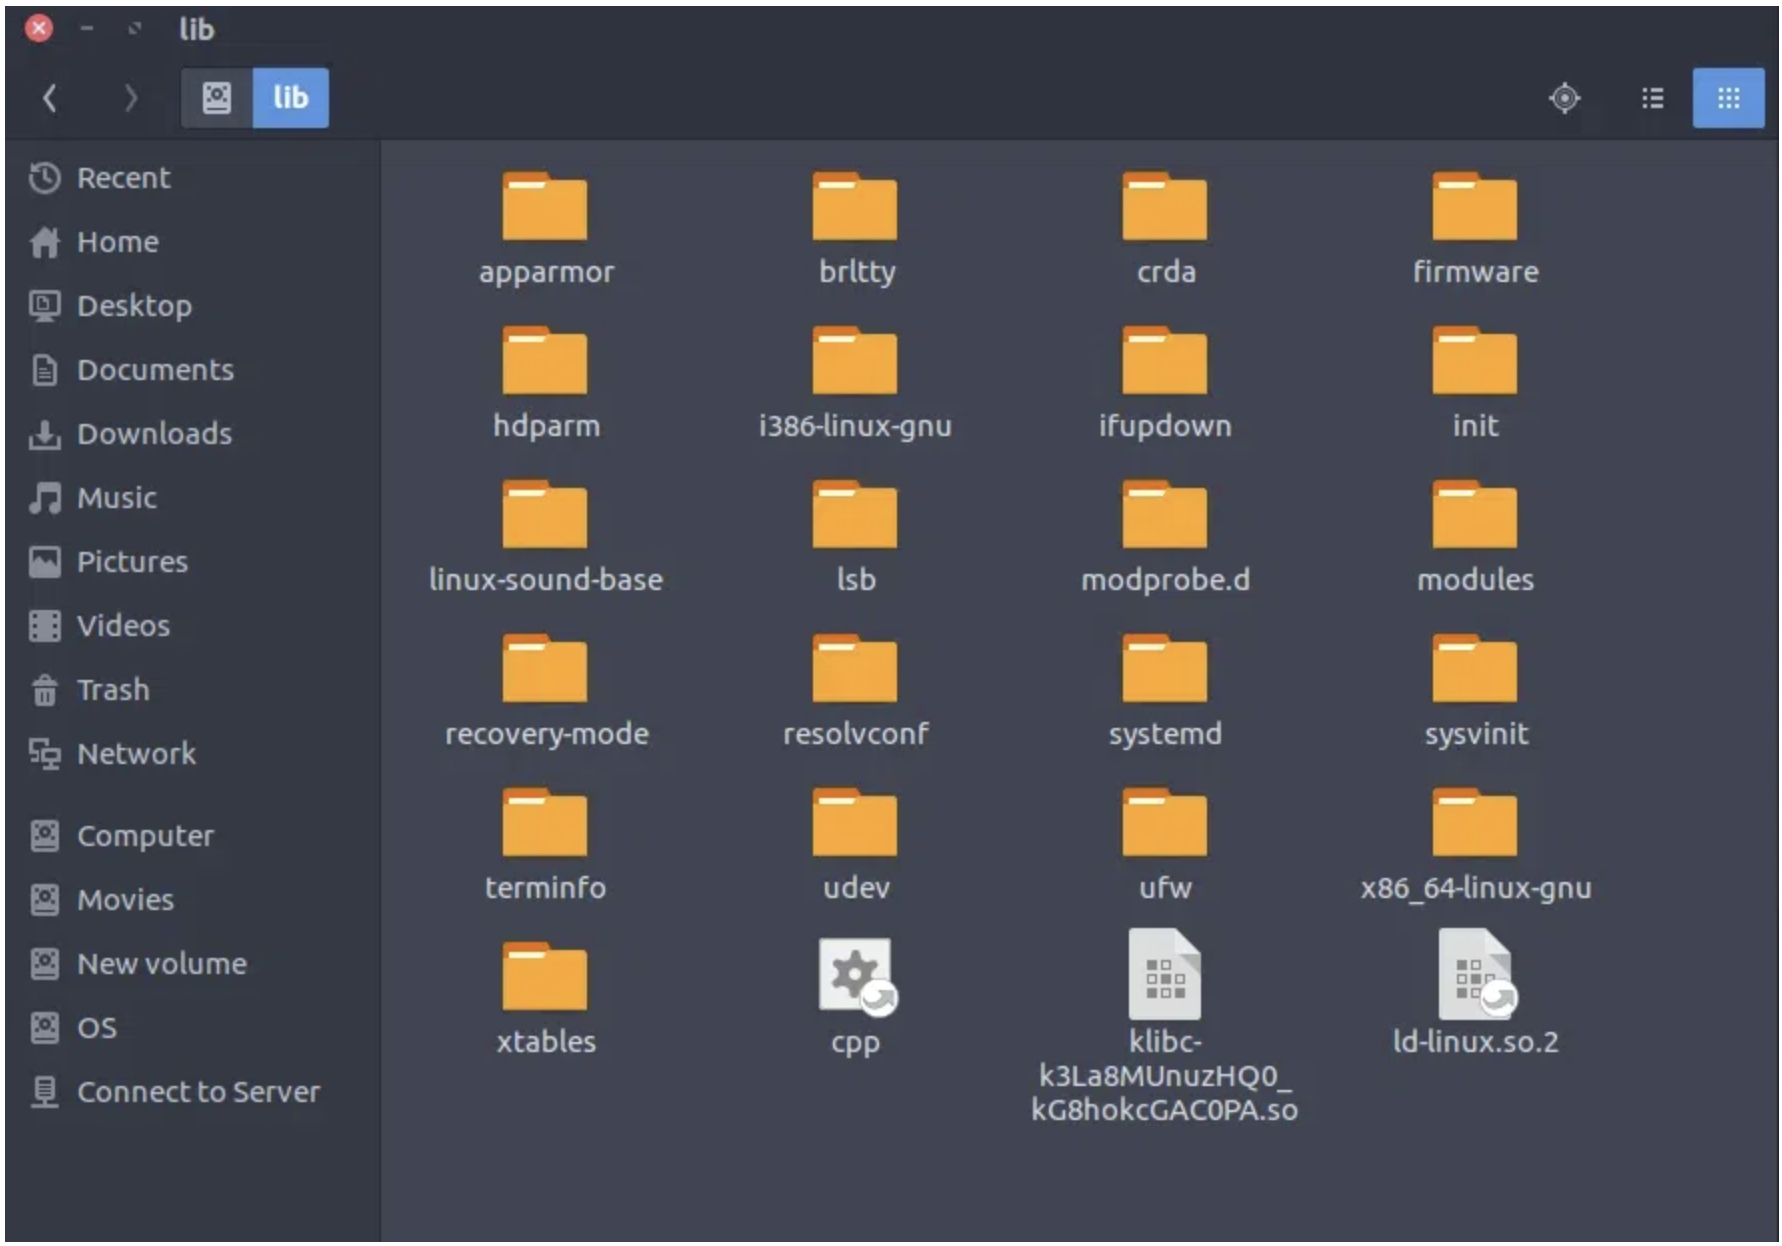 lib
lib
Recent
Home
Desktop
Documents
Downloads
Music
Pictures
Videos
Trash
Network
Computer
Movies
New volume
OS
Connect to Server
apparmor
brltty
crda
firmware
hdparm
i386-linux-gnu
ifupdown
init
linux-sound-base
lsb
modprobe.d
modules
recovery-mode
resolvconf
systemd
sysvinit
terminfo
udev
ufw
x86_64-linux-gnu
xtables
cpp
klibc-
k3La8MUnuzHQ0_
kG8hokcGAC0PA.so
ld-linux.so.2